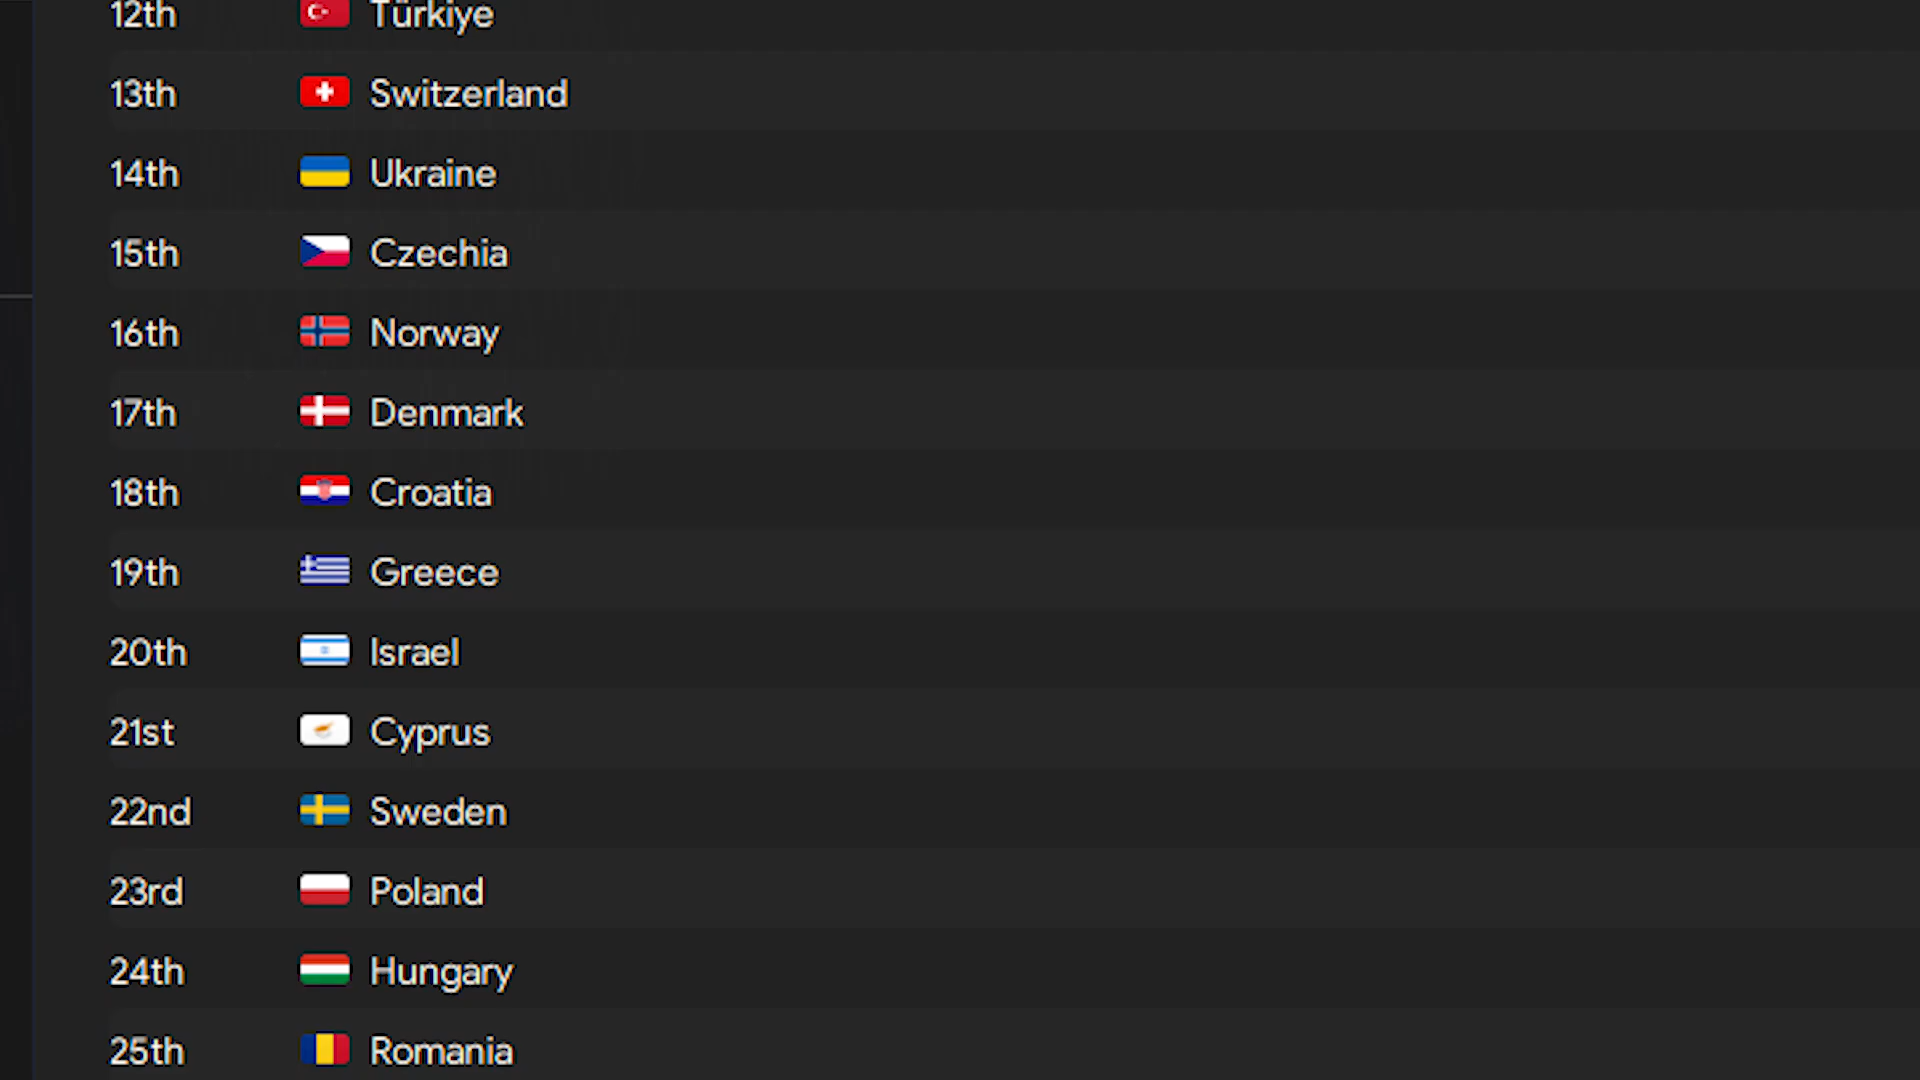 12th Türkiye
13th Switzerland
14th Ukraine
15th Czechia
16th Norway
17th Denmark
18th Croatia
19th Greece
20th Israel
21st Cyprus
22nd Sweden
23rd Poland
24th Hungary
25th Romania